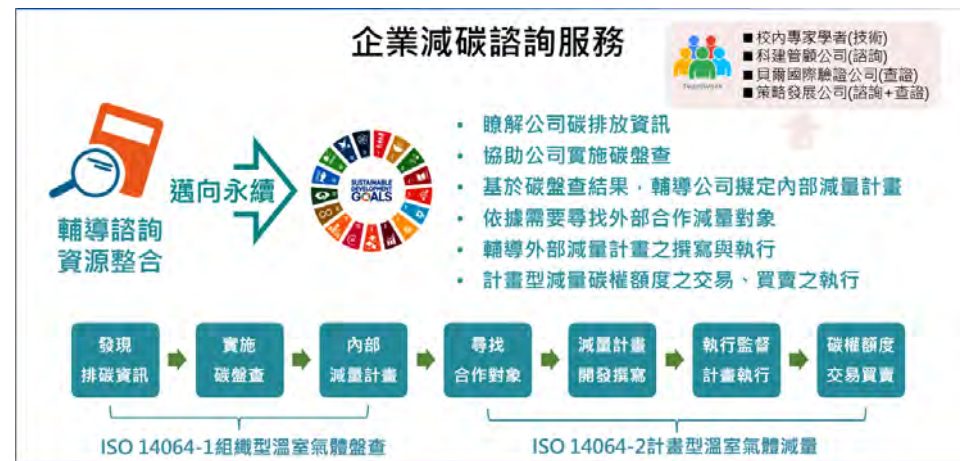 企業減碳諮詢服務
■校內專家學者(技術)
■科建管顧公司(諮詢)
■貝爾國際驗證公司(查證)
■策略發展公司(諮詢+查證)
輔導諮詢
資源整合
邁向永續
SUSTAINABLE
DEVELOPMENT
GOALS
• 瞭解公司碳排放資訊
• 協助公司實施碳盤查
• 基於碳盤查結果，輔導公司擬定內部減量計畫
• 依據需要尋找外部合作減量對象
• 輔導外部減量計畫之撰寫與執行
• 計畫型減量碳權額度之交易、買賣之執行
發現
排碳資訊
實施
碳盤查
內部
減量計畫
尋找
合作對象
減量計畫
開發撰寫
執行監督
計畫執行
碳權額度
交易買賣
ISO 14064-1組織型溫室氣體盤查
ISO 14064-2計畫型溫室氣體減量